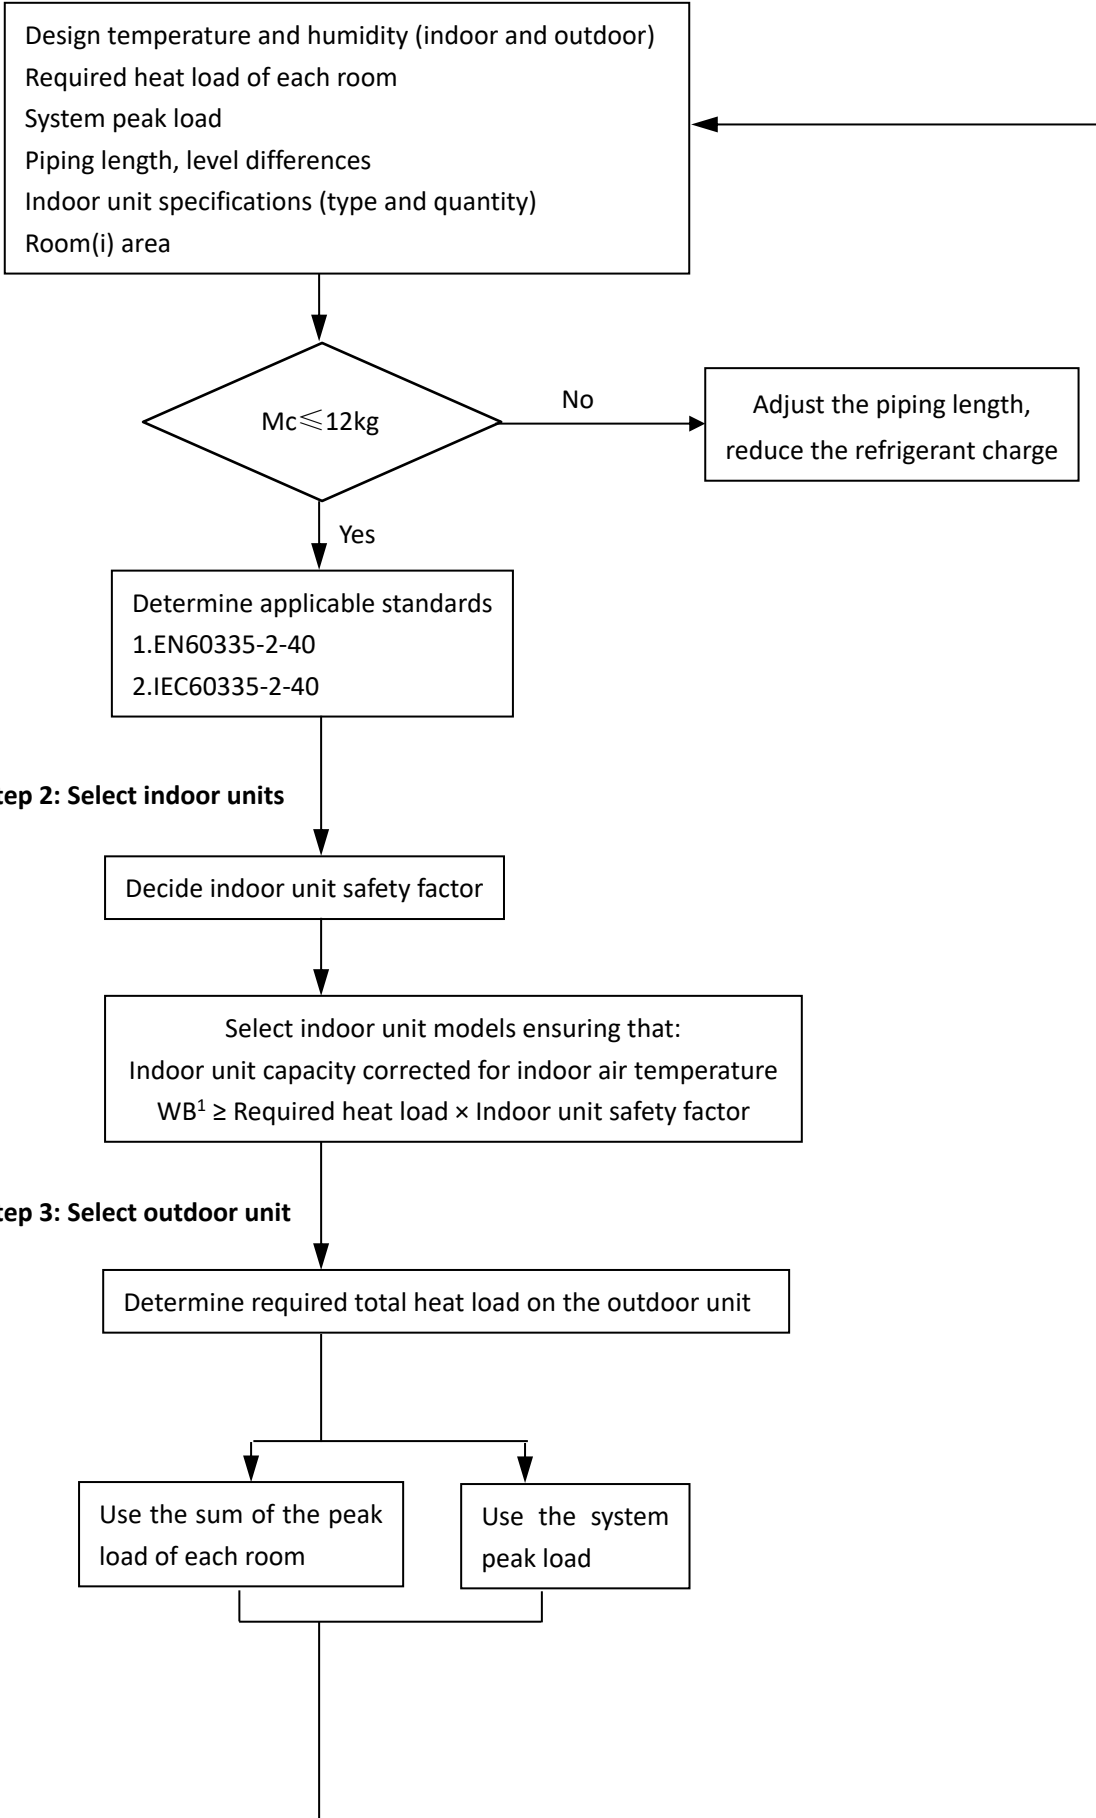 Design temperature and humidity (indoor and outdoor)
Required heat load of each room
System peak load
Piping length, level differences
Indoor unit specifications (type and quantity)
Room(i) area
Mc≤12kg
No
Adjust the piping length,
reduce the refrigerant charge
Yes
Determine applicable standards
1.EN60335-2-40
2.IEC60335-2-40
tep 2: Select indoor units
Decide indoor unit safety factor
Select indoor unit models ensuring that:
Indoor unit capacity corrected for indoor air temperature
WB¹ ≥ Required heat load × Indoor unit safety factor
tep 3: Select outdoor unit
Determine required total heat load on the outdoor unit
Use the sum of the peak
load of each room
Use the system
peak load